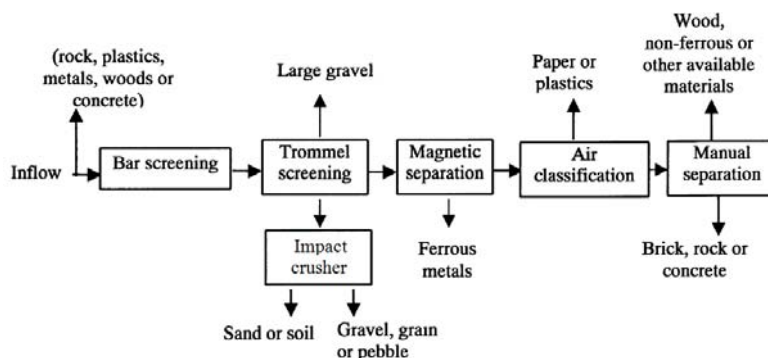 (rock, plastics,
metals, woods or
concrete)
Large gravel
Paper or
plastics
Wood,
non-ferrous or
other available
materials
Inflow
Bar screening
Trommel
screening
Magnetic
separation
Air
classification
Manual
separation
Impact
crusher
Ferrous
metals
Brick, rock or
concrete
Sand or soil
Gravel, grain
or pebble